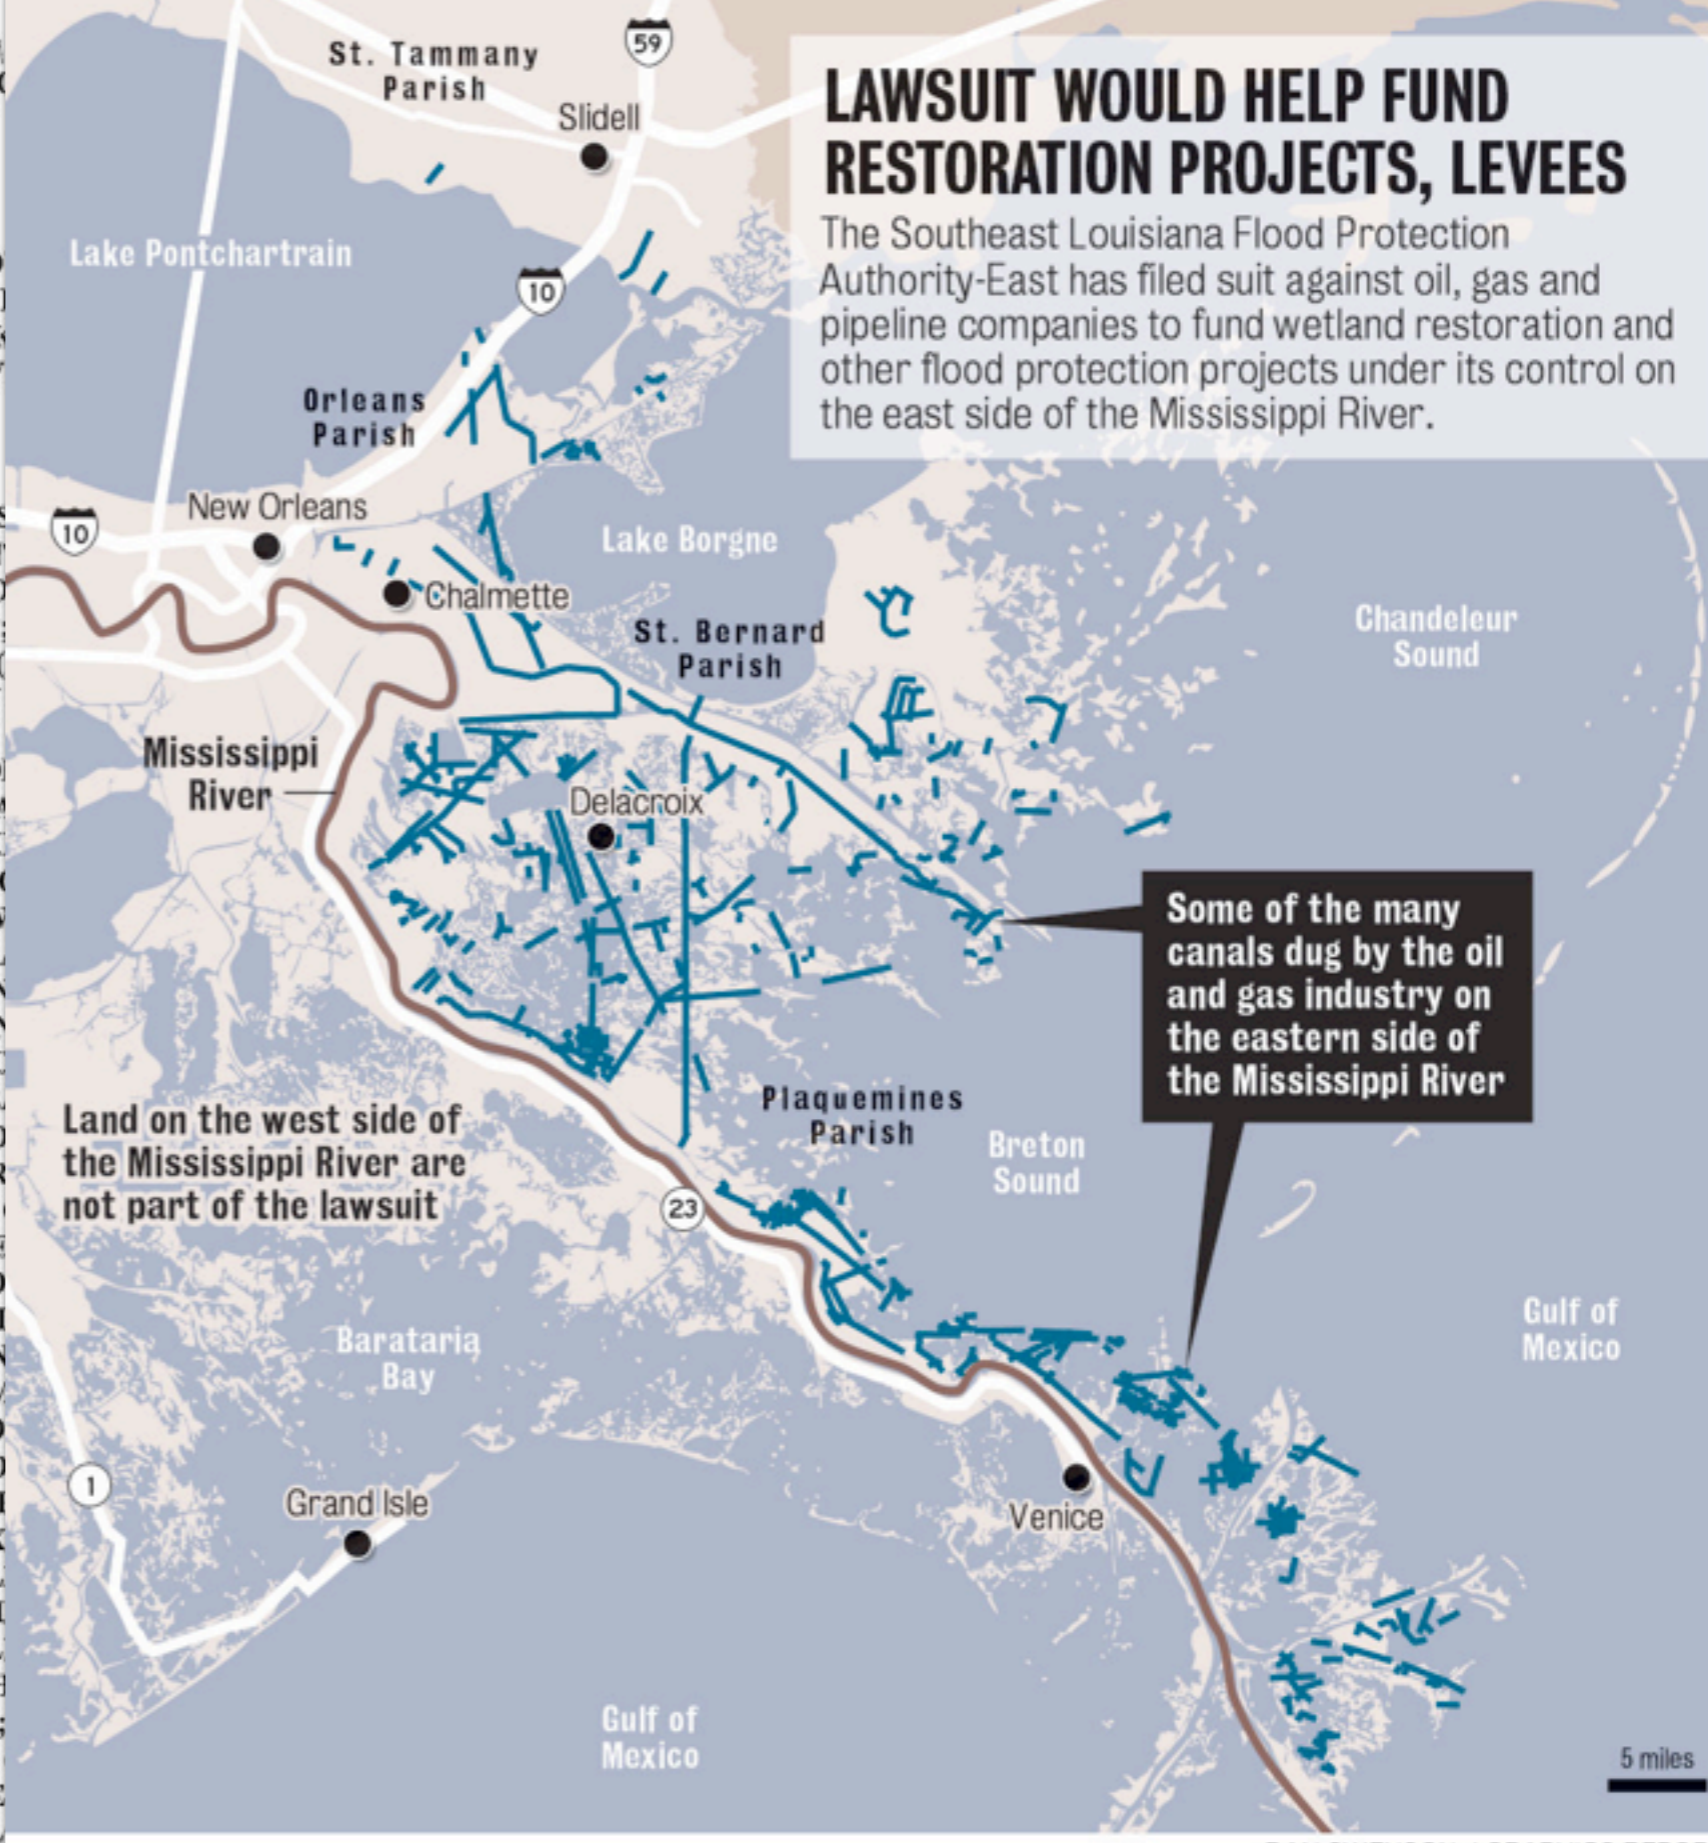 LAWSUIT WOULD HELP FUND
RESTORATION PROJECTS, LEVEES
The Southeast Louisiana Flood Protection
Authority-East has filed suit against oil, gas and
pipeline companies to fund wetland restoration and
other flood protection projects under its control on
the east side of the Mississippi River.
59
St. Tammany
Parish
Slidell
Lake Pontchartrain
10
Orleans
Parish
New Orleans
10
Lake Borgne
Chalmette
St. Bernard
Parish
Chandeleur
Sound
Mississippi
River
Delacroix
Some of the many
canals dug by the oil
and gas industry on
the eastern side of
the Mississippi River
Land on the west side of
the Mississippi River are
not part of the lawsuit
Plaquemines
Parish
Breton
Sound
23
Gulf of
Mexico
Barataria
Bay
1
Grand Isle
Venice
Gulf of
Mexico
5 miles